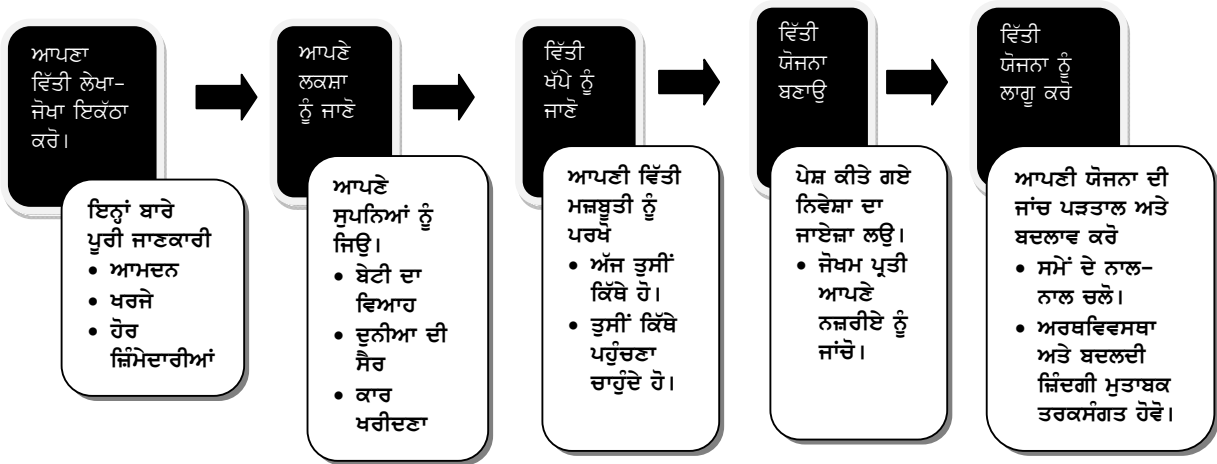 ਆਪਣਾ
ਵਿੱਤੀ ਲੇਖਾ-
ਜੋਖਾ ਇਕੱਠਾ
ਕਰੋ।
ਇਨ੍ਹਾਂ ਬਾਰੇ
ਪੂਰੀ ਜਾਣਕਾਰੀ
• ਆਮਦਨ
• ਖਰਜੇ
• ਹੋਰ
ਜ਼ਿੰਮੇਦਾਰੀਆਂ
ਆਪਣੇ
ਲਕਸ਼ਾ
ਨੂੰ ਜਾਣੋ
ਆਪਣੇ
ਸੁਪਨਿਆਂ ਨੂੰ
ਜਿਉ।
• ਬੇਟੀ ਦਾ
ਵਿਆਹ
• ਦੁਨੀਆ ਦੀ
ਸੈਰ
• ਕਾਰ
ਖਰੀਦਣਾ
ਵਿੱਤੀ
ਖੱਪੇ ਨੂੰ
ਜਾਣੋ
ਆਪਣੀ ਵਿੱਤੀ
ਮਜ਼ਬੂਤੀ ਨੂੰ
ਪਰਖੋ
• ਅੱਜ ਤੁਸੀਂ
ਕਿੱਥੇ ਹੋ।
• ਤੁਸੀਂ ਕਿੱਥੇ
ਪਹੁੰਚਣਾ
ਚਾਹੁੰਦੇ ਹੋ।
ਵਿੱਤੀ
ਯੋਜਨਾ
ਬਣਾਉ
ਪੇਸ਼ ਕੀਤੇ ਗਏ
ਨਿਵੇਸ਼ਾ ਦਾ
ਜਾਏਜ਼ਾ ਲਉ।
• ਜੋਖਮ ਪ੍ਰਤੀ
ਆਪਣੇ
ਨਜ਼ਰੀਏ ਨੂੰ
ਜਾਂਚੋ।
ਵਿੱਤੀ
ਯੋਜਨਾ ਨੂੰ
ਲਾਗੂ ਕਰੋ
ਆਪਣੀ ਯੋਜਨਾ ਦੀ
ਜਾਂਚ ਪੜਤਾਲ ਅਤੇ
ਬਦਲਾਵ ਕਰੋ
• ਸਮੇਂ ਦੇ ਨਾਲ-
ਨਾਲ ਚਲੋ।
• ਅਰਥਵਿਵਸਥਾ
ਅਤੇ ਬਦਲਦੀ
ਜ਼ਿੰਦਗੀ ਮੁਤਾਬਕ
ਤਰਕਸੰਗਤ ਹੋਵੋ।